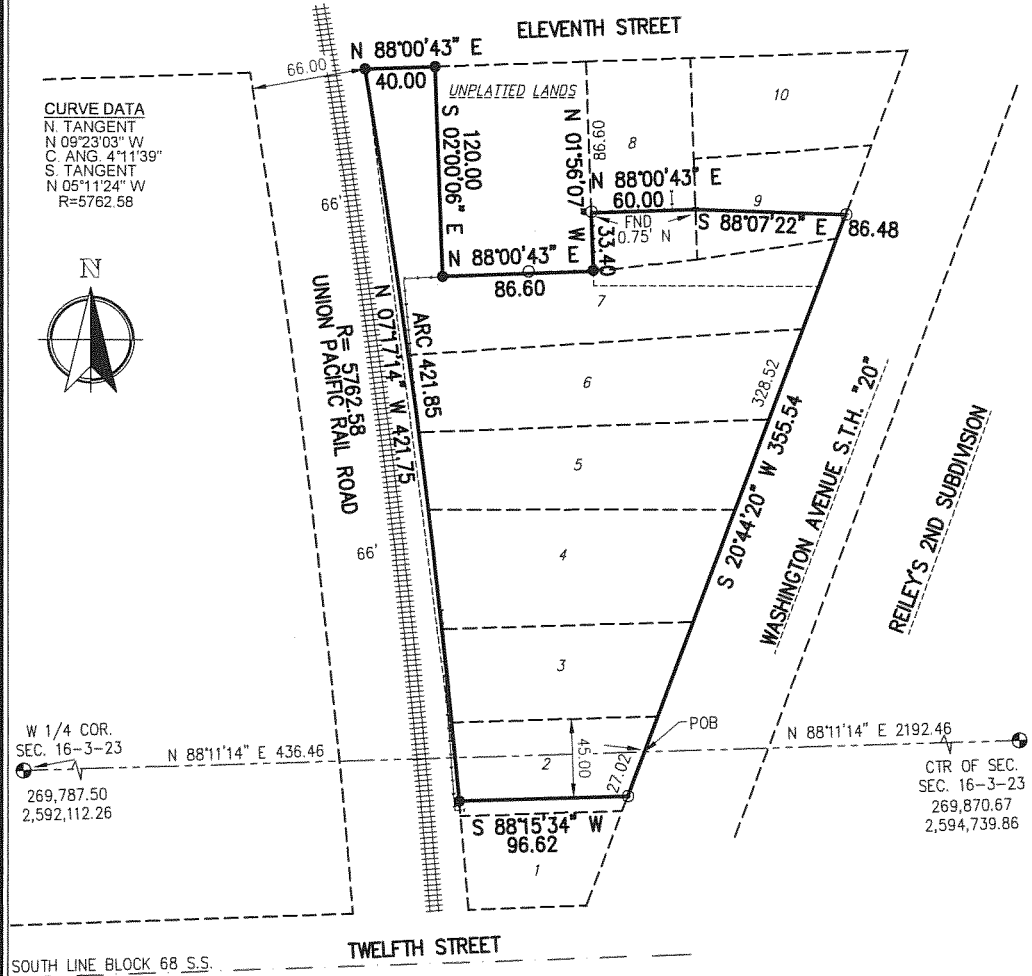 ELEVENTH STREET
N 88°00'43" E
40.00
66.00
UNPLATTED LANDS
CURVE DATA
N. TANGENT
N 09°23'03" W
C. ANG. 4°11'39"
S. TANGENT
N 05°11'24" W
R=5762.58
120.00
S 02°00'06" E
N 01°56'07" W
86.60
8
10
66'
N 88°00'43" E
60.00
9
FND
0.75' N
S 88°07'22" E
86.48
33.40
N
N 88°00'43" E
86.60
7
UNION PACIFIC RAIL ROAD
R= 5762.58
N 07°17'14" W 421.75
ARC 421.85
6
328.52
S 20°44'20" W 355.54
WASHINGTON AVENUE S.T.H. "20"
REILEY'S 2ND SUBDIVISION
5
66'
4
3
W 1/4 COR.
SEC. 16-3-23
N 88°11'14" E 436.46
269,787.50
2,592,112.26
POB
N 88°11'14" E 2192.46
CTR OF SEC.
SEC. 16-3-23
269,870.67
2,594,739.86
2
45.00
27.02
S 88°15'34" W
96.62
1
TWELFTH STREET
SOUTH LINE BLOCK 68 S.S.